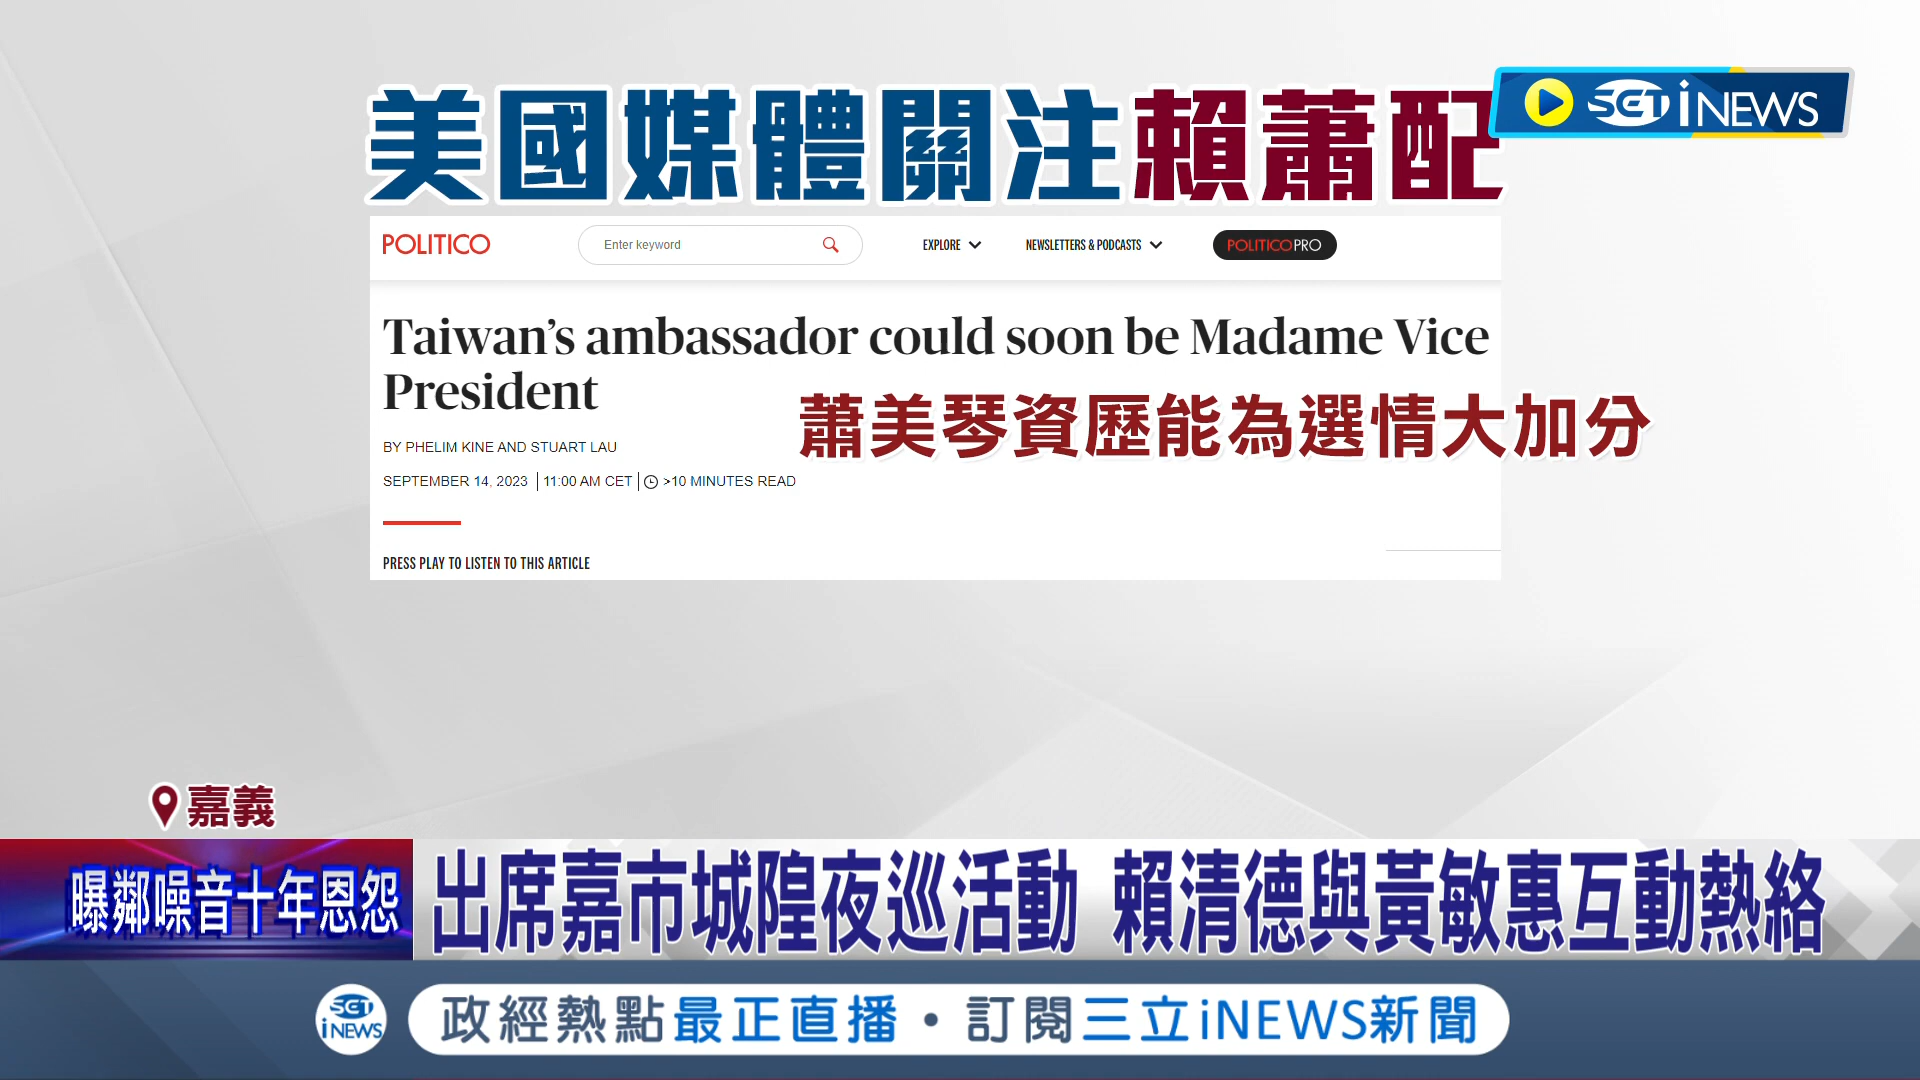 美國媒體關注賴蕭配
SETiNEWS
POLITICO
Enter keyword
EXPLORE
NEWSLETTERS & PODCASTS
POLITICOPRO
Taiwan's ambassador could soon be Madame Vice
President
蕭美琴資歷能為選情大加分
BY PHELIM KINE AND STUART LAU
SEPTEMBER 14, 2023 | 11:00 AM CET | >10 MINUTES READ
PRESS PLAY TO LISTEN TO THIS ARTICLE
嘉義
曝鄰噪音十年恩怨
出席嘉市城隍夜巡活動 賴清德與黃敏惠互動熱絡
SET
iNEWS
政經熱點最正直播・訂閱三立iNEWS新聞